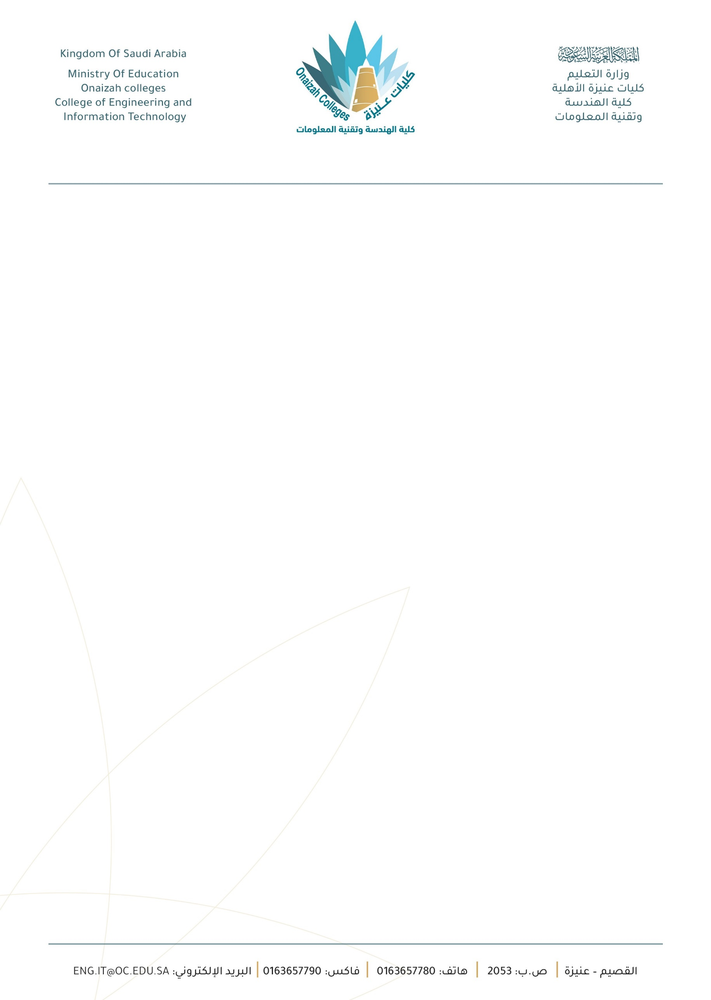 Kingdom Of Saudi Arabia
Ministry Of Education
Onaizah colleges
College of Engineering and
Information Technology
Onaizah Colleges
كليات عنيزة
كلية الهندسة وتقنية المعلومات
المملكة العربية السعودية
وزارة التعليم
كليات عنيزة الأهلية
كلية الهندسة
وتقنية المعلومات
القصيم - عنيزة | ص.ب: 2053 | هاتف: 0163657780 | فاكس: 0163657790 | البريد الإلكتروني: ENG.IT@OC.EDU.SA